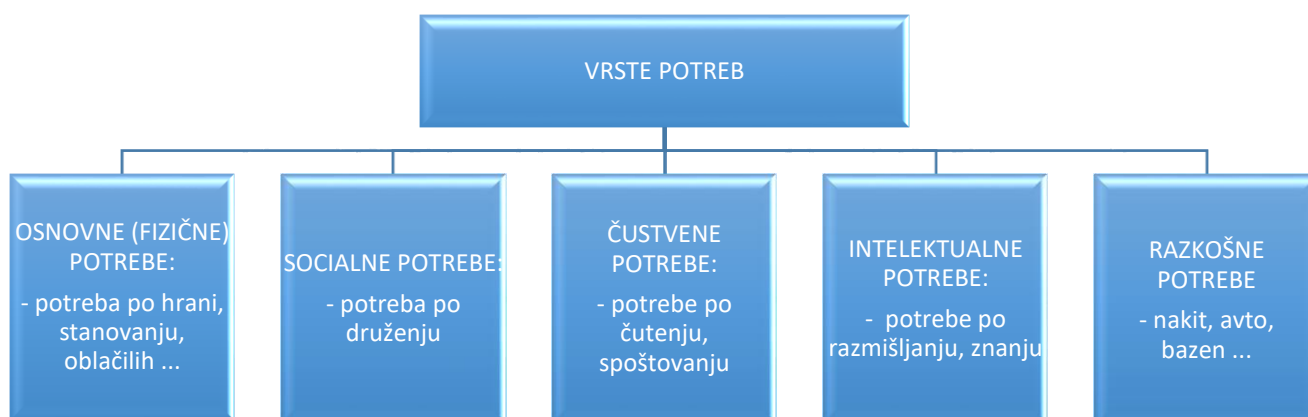 VRSTE POTREB
OSNOVNE (FIZIČNE)
POTREBE:
- potreba po hrani,
stanovanju,
oblačilih ...
SOCIALNE POTREBE:
- potreba po
druženju
ČUSTVENE
POTREBE:
- potrebe po
čutenju,
spoštovanju
INTELEKTUALNE
POTREBE:
- potrebe po
razmišljanju, znanju
RAZKOŠNE
POTREBE
- nakit, avto,
bazen ...